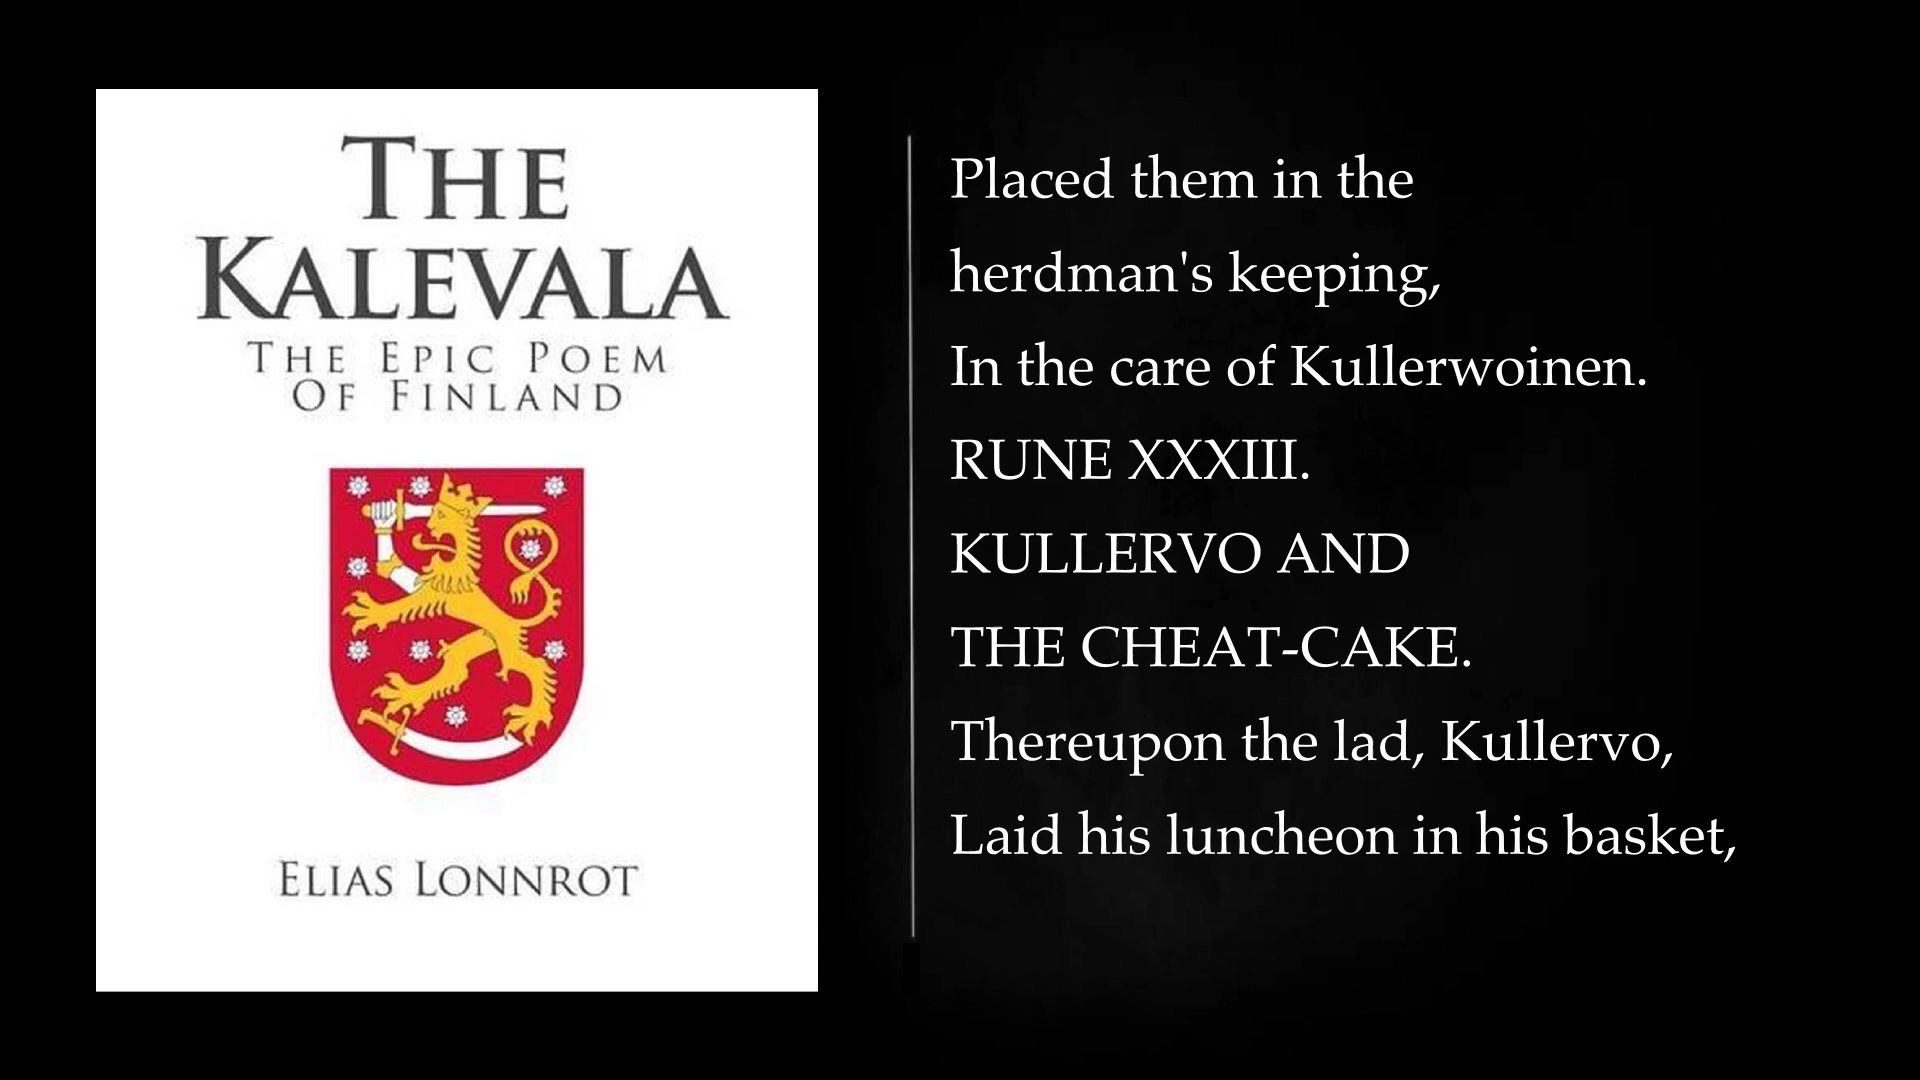 THE
KALEVALA
THE EPIC POEM
OF FINLAND
ELIAS LONNROT
Placed them in the
herdman's keeping,
In the care of Kullerwoinen.
RUNE XXXIII.
KULLERVO AND
THE CHEAT-CAKE.
Thereupon the lad, Kullervo,
Laid his luncheon in his basket,